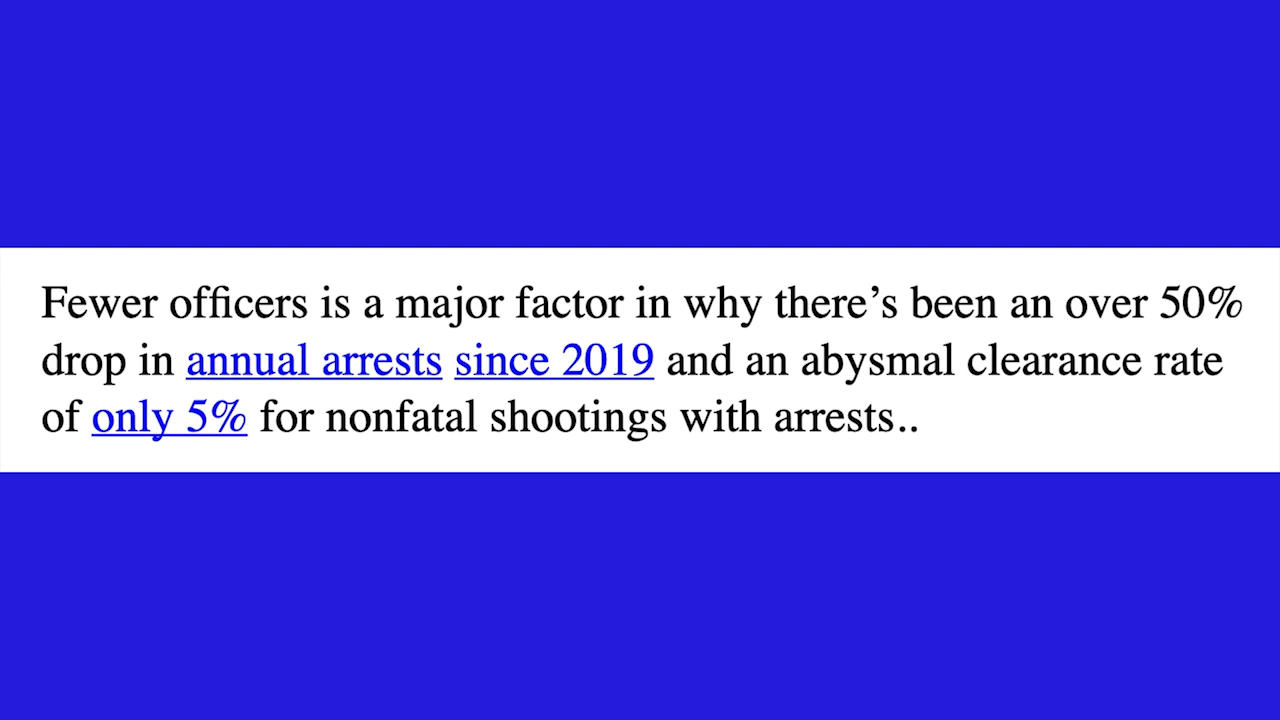 Fewer officers is a major factor in why there’s been an over 50%
drop in annual arrests since 2019 and an abysmal clearance rate
of only 5% for nonfatal shootings with arrests..